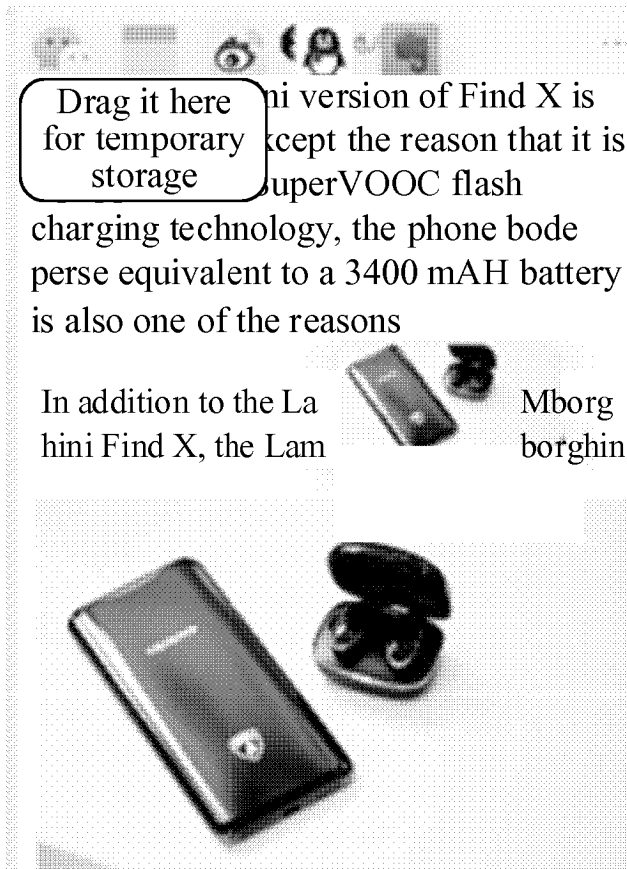 Drag it here
for temporary
storage
ni version of Find X is
xcept the reason that it is
SuperVOOC flash
charging technology, the phone bode
perse equivalent to a 3400 mAH battery
is also one of the reasons
In addition to the La Mborg
hini Find X, the Lam borghin